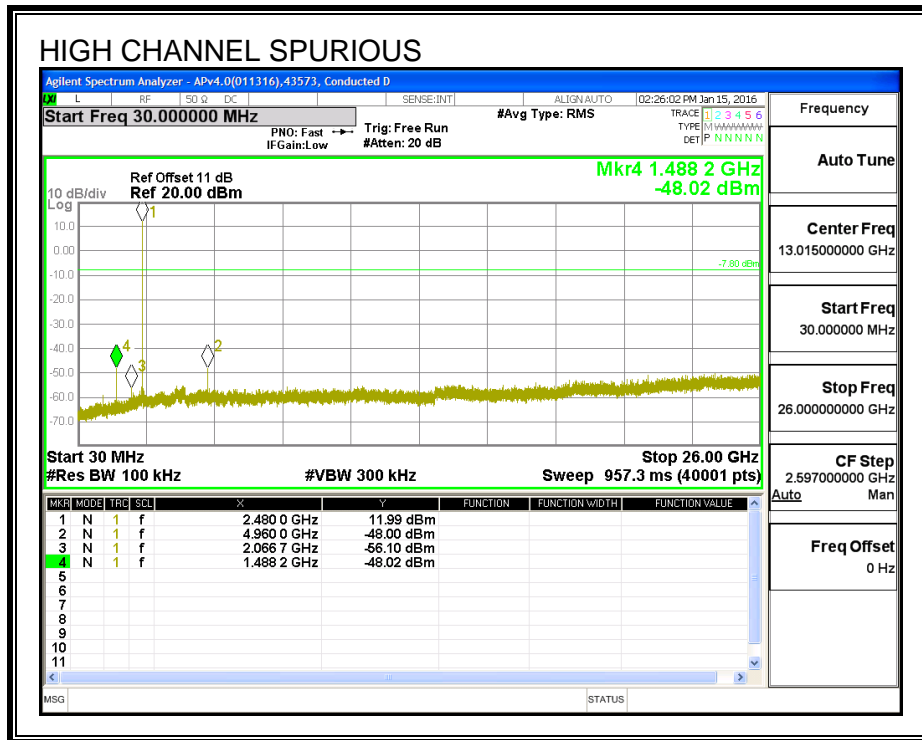 HIGH CHANNEL SPURIOUS
Agilent Spectrum Analyzer - APv4.0(011316),43573, Conducted D
LXI L RF 50 Ω DC SENSE:INT ALIGN AUTO 02:26:02 PM Jan 15, 2016
Start Freq 30.000000 MHz
#Avg Type: RMS
TRACE 1 2 3 4 5 6
TYPE MWWWWW
DET P N N N N N
PNO: Fast
IFGain:Low
Trig: Free Run
#Atten: 20 dB
Mkr4 1.488 2 GHz
-48.02 dBm
Ref Offset 11 dB
10 dB/div Ref 20.00 dBm
Log
1
10.0
0.00
-7.80 dBm
-10.0
-20.0
-30.0
-40.0
4
2
3
-50.0
-60.0
-70.0
Start 30 MHz Stop 26.00 GHz
#Res BW 100 kHz #VBW 300 kHz Sweep 957.3 ms (40001 pts)
MKR MODE TRC SCL X Y FUNCTION FUNCTION WIDTH FUNCTION VALUE
1 N 1 f 2.480 0 GHz 11.99 dBm
2 N 1 f 4.960 0 GHz -48.00 dBm
3 N 1 f 2.066 7 GHz -56.10 dBm
4 N 1 f 1.488 2 GHz -48.02 dBm
5
6
7
8
9
10
11
MSG STATUS
Frequency
Auto Tune
Center Freq
13.015000000 GHz
Start Freq
30.000000 MHz
Stop Freq
26.000000000 GHz
CF Step
2.597000000 GHz
Auto Man
Freq Offset
0 Hz